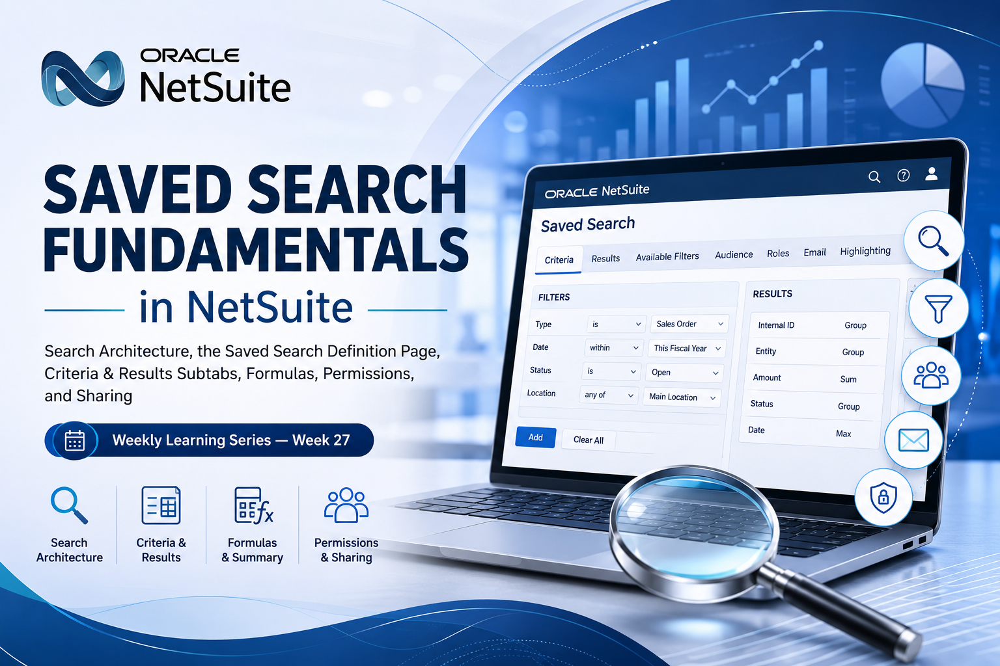 ORACLE
NetSuite
SAVED SEARCH
FUNDAMENTALS
in NetSuite
Search Architecture, the Saved Search Definition Page,
Criteria & Results Subtabs, Formulas, Permissions,
and Sharing
Weekly Learning Series — Week 27
Search
Architecture
Criteria &
Results
fx
Formulas
& Summary
Permissions
& Sharing
ORACLE NetSuite
?
Saved Search
Criteria Results Available Filters Audience Roles Email Highlighting
FILTERS
Type is Sales Order
Date within This Fiscal Year
Status is Open
Location any of Main Location
Add Clear All
RESULTS
Internal ID Group
Entity Group
Amount Sum
Status Group
Date Max